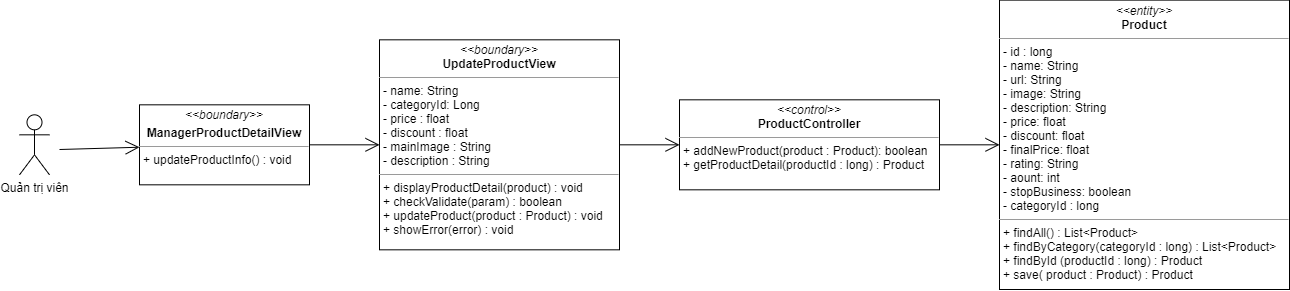 Quản trị viên
<<boundary>>
ManagerProductDetailView
+ updateProductInfo() : void
<<boundary>>
UpdateProductView
- name: String
- categoryId: Long
- price : float
- discount : float
- mainImage : String
- description : String
+ displayProductDetail(product) : void
+ checkValidate(param) : boolean
+ updateProduct(product : Product) : void
+ showError(error) : void
<<control>>
ProductController
+ addNewProduct(product : Product): boolean
+ getProductDetail(productId : long) : Product
<<entity>>
Product
- id : long
- name: String
- url: String
- image: String
- description: String
- price: float
- discount: float
- finalPrice: float
- rating: String
- aount: int
- stopBusiness: boolean
- categoryId : long
+ findAll() : List<Product>
+ findByCategory(categoryId : long) : List<Product>
+ findById (productId : long) : Product
+ save( product : Product) : Product